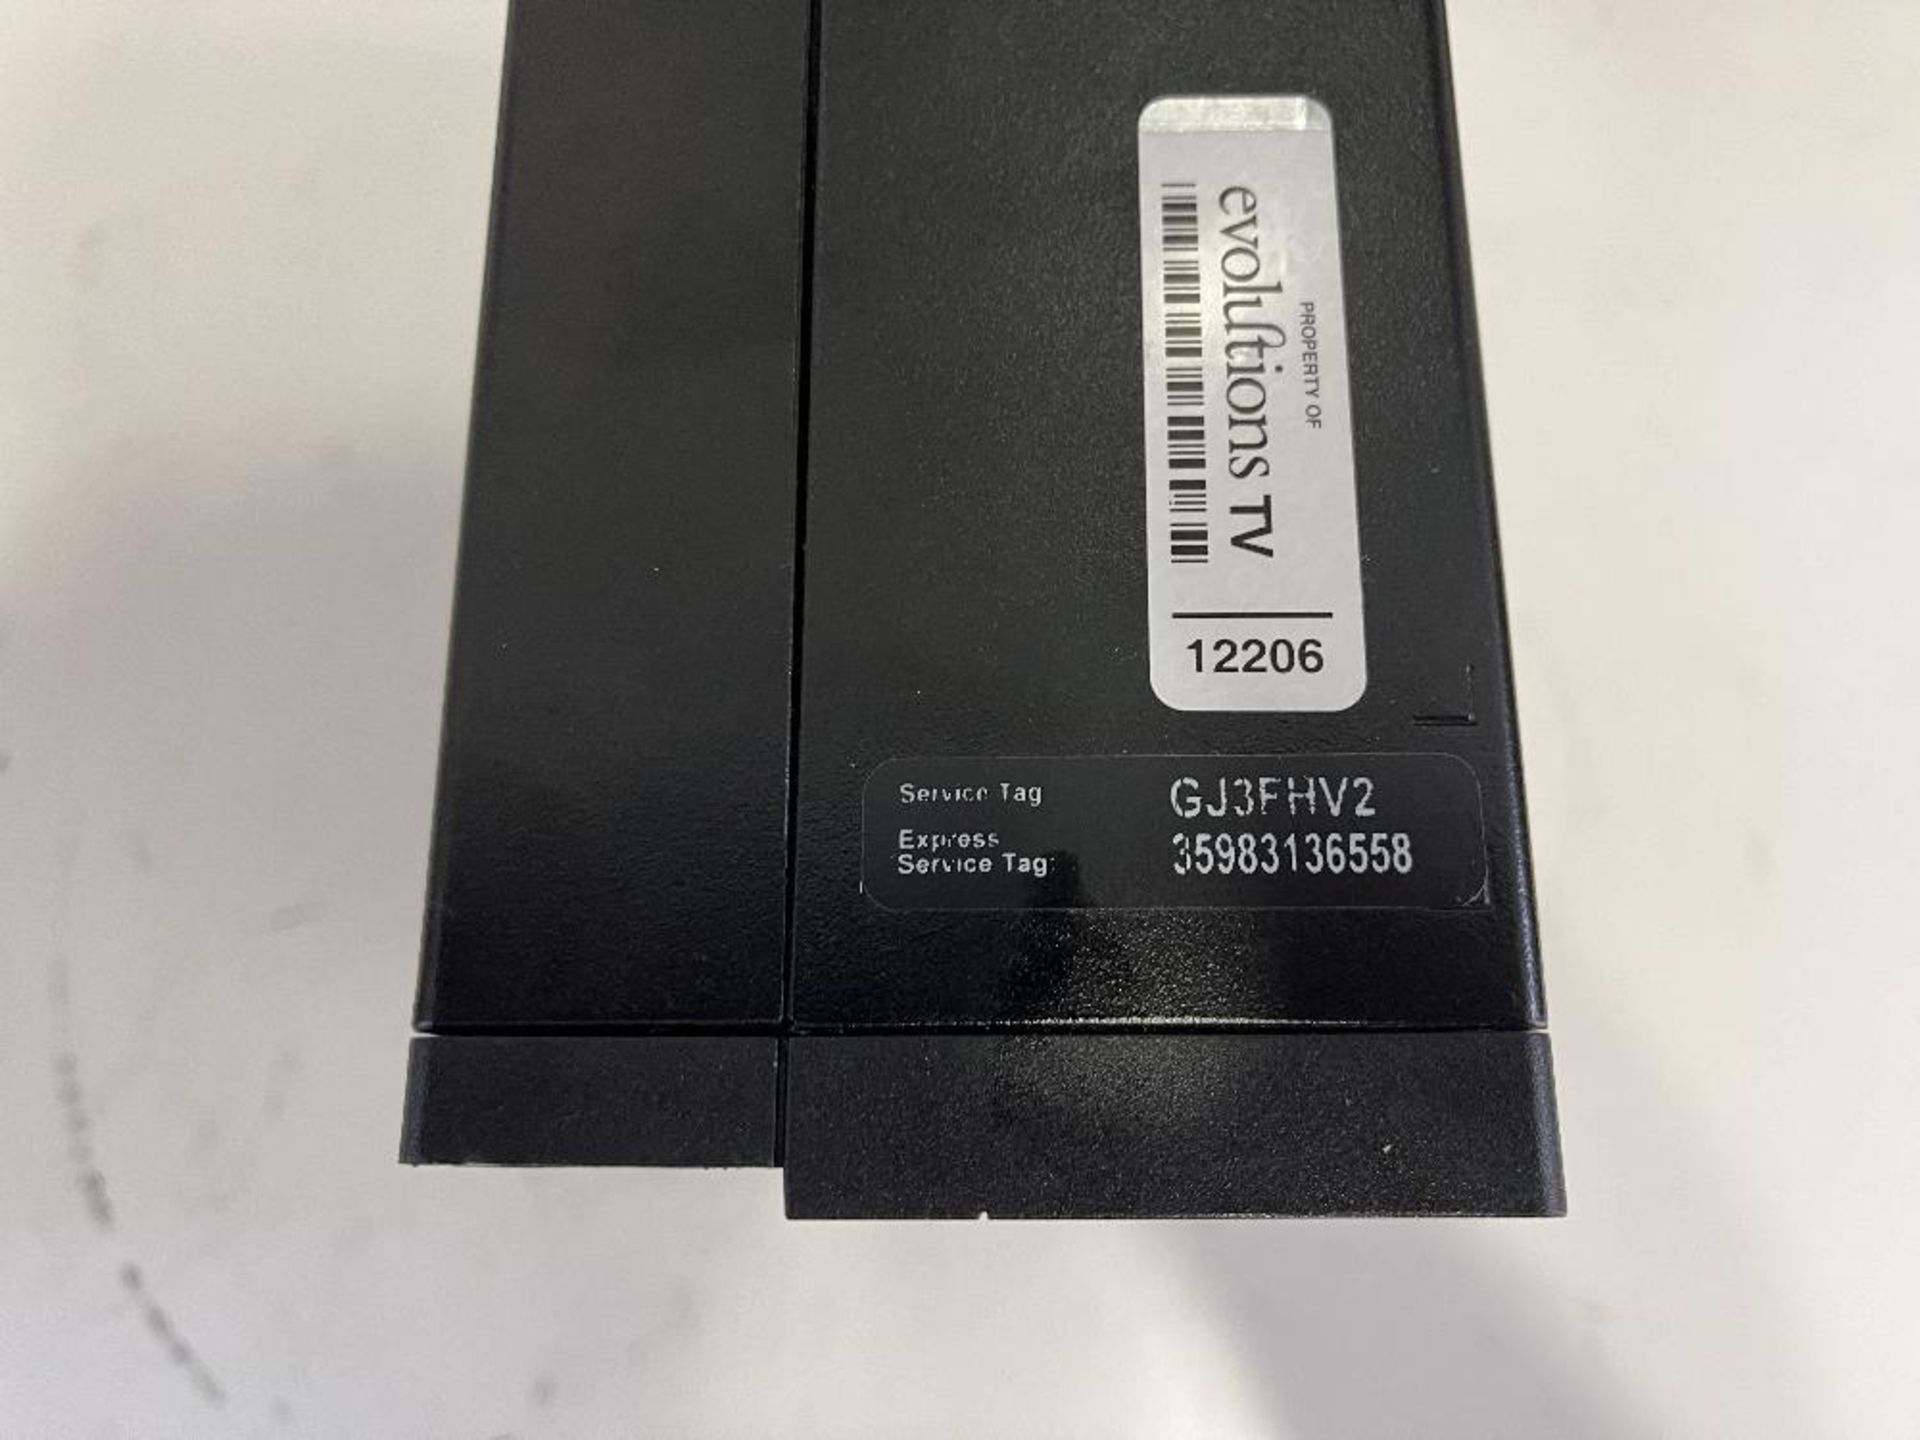 PROPERTY OF
evolutions TV
12206
Service Tag GJ3FHV2
Express
Service Tag: 35983136558